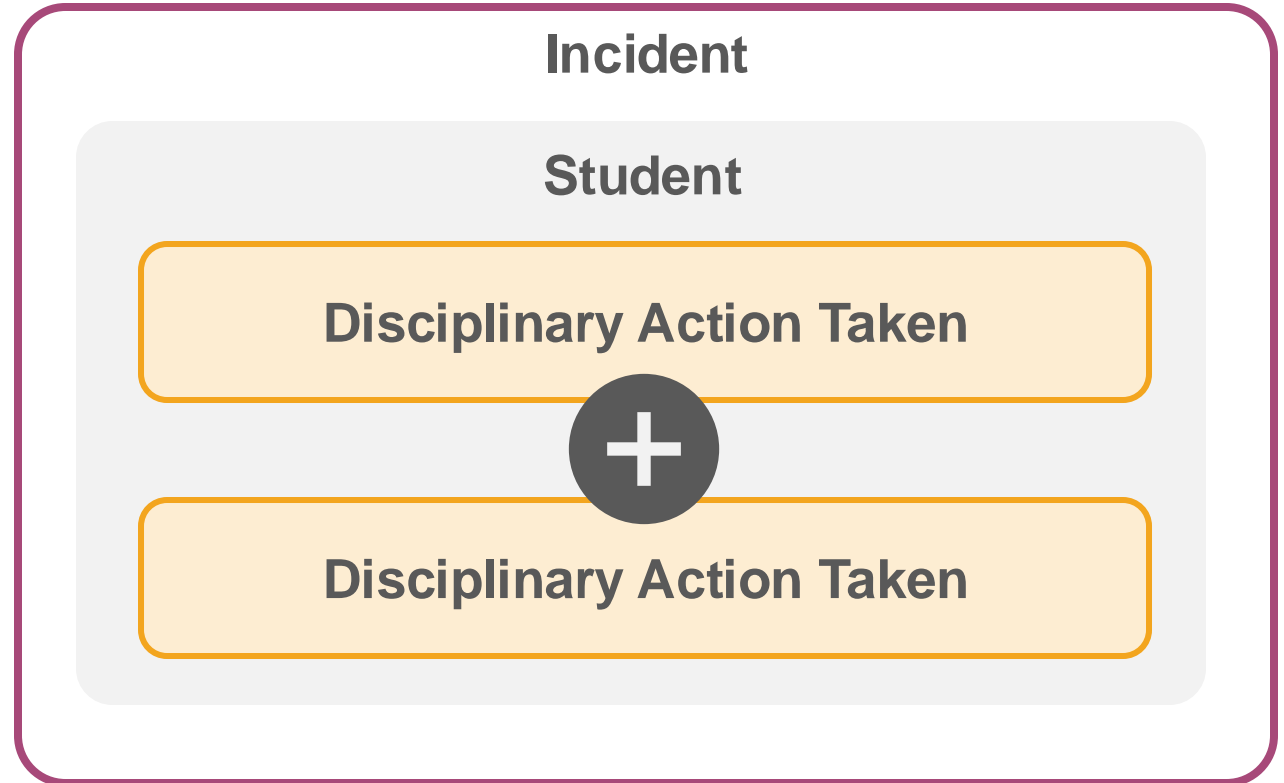 Incident
Student
Disciplinary Action Taken
+
Disciplinary Action Taken